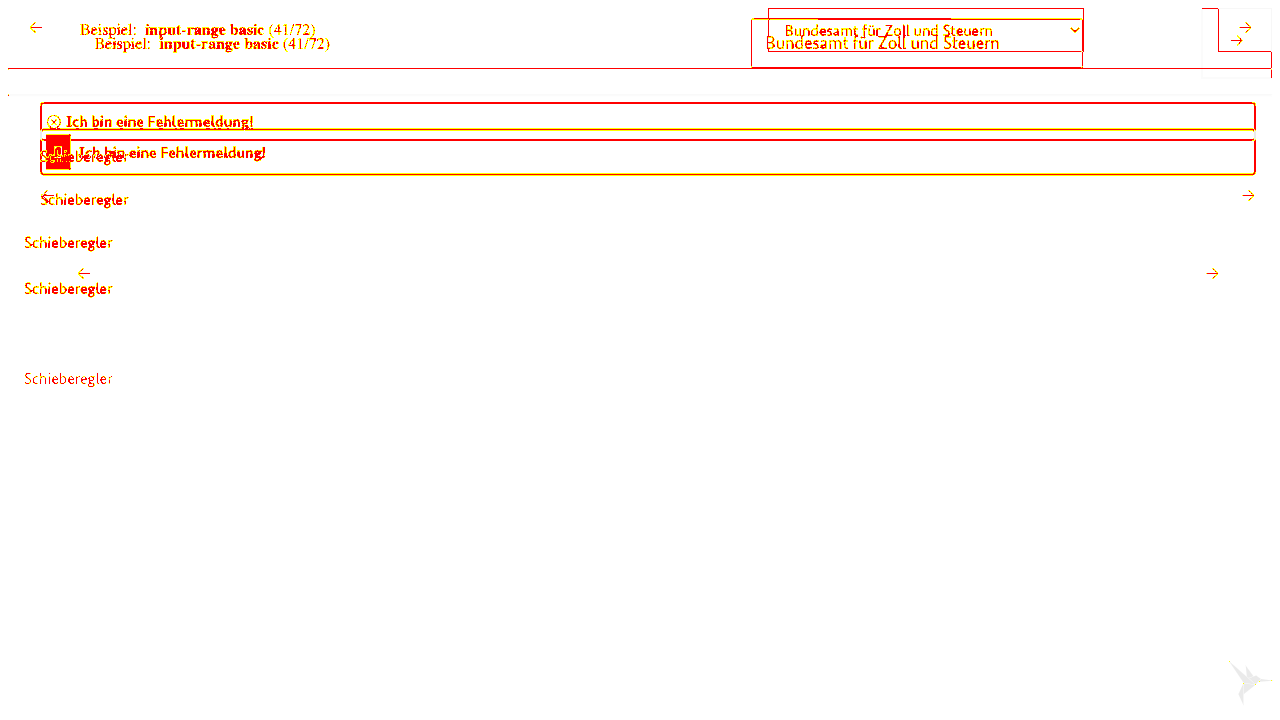 Beispiel: input-range basic (41/72)
Bundesamt für Zoll und Steuern
Beispiel: input-range basic (41/72)
Bundesamt für Zoll und Steuern
Ich bin eine Fehlermeldung!
Ich bin eine Fehlermeldung!
Schieberegler
Schieberegler
Schieberegler
Schieberegler
Schieberegler